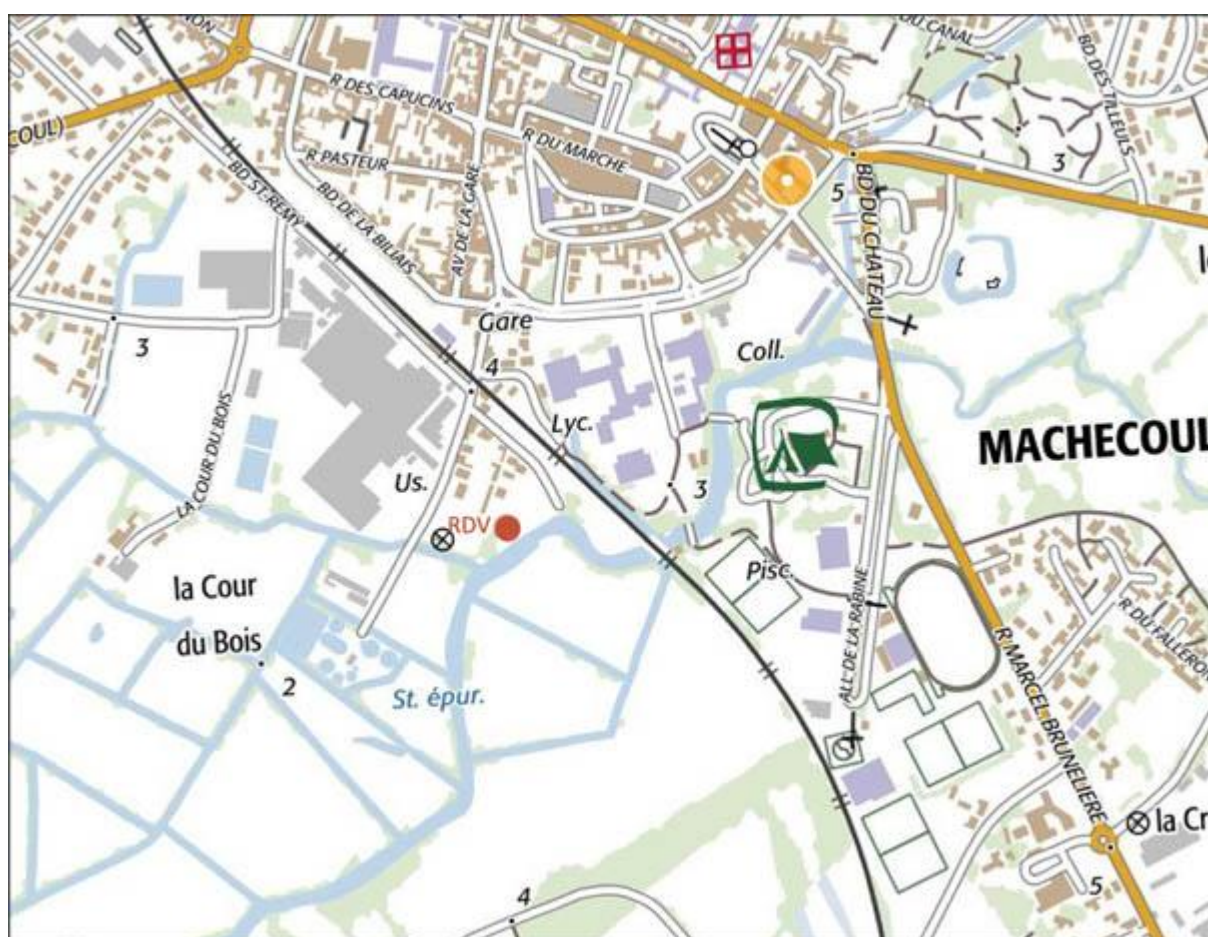 NON
DU CANAL
BD DES TILLEULS
COUL)
R DES CAPUCINS
R DU MARCHE
R PASTEUR
3
5
BD ST-REMY
BD DE LA BILIAIS
AV DE LA GARE
BD DU CHATEAU
Gare
3
4
Coll.
MACHECOUL
Lyc.
LA COUR DU BOIS
Us.
3
RDV
Pisc.
la Cour
du Bois
R DU FALLERON
ALL DE LA RABINE
2
St. épur.
R MARCEL BRUNELIERE
la Cr
4
5